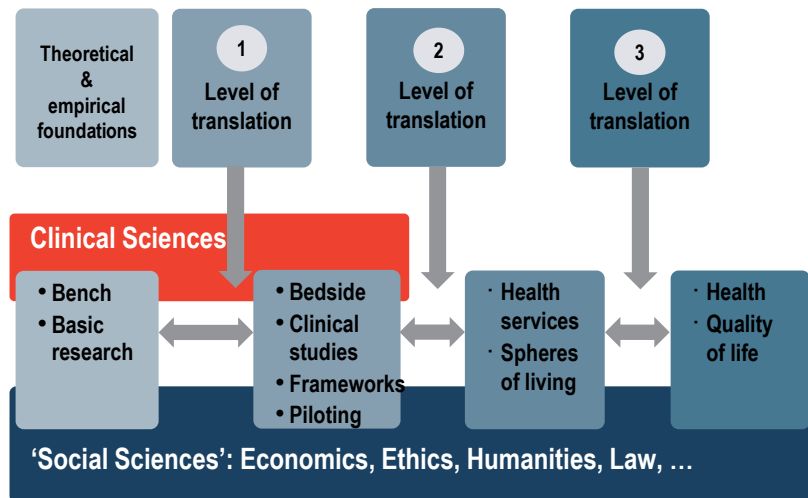 Theoretical
&
empirical
foundations
1
Level of
translation
2
Level of
translation
3
Level of
translation
Clinical Sciences
• Bench
• Basic
research
• Bedside
• Clinical
studies
• Frameworks
• Piloting
· Health
services
· Spheres
of living
· Health
· Quality
of life
‘Social Sciences’: Economics, Ethics, Humanities, Law, …